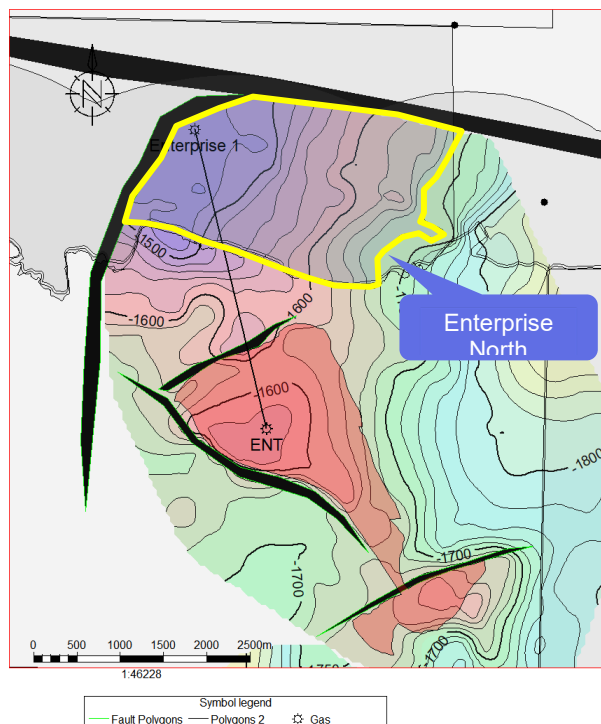 N
Enterprise 1
-1500
-1600
1600
Enterprise
North
-1600
ENT
-1800
-1700
-1700
-1700
0 500 1000 1500 2000 2500m
1:46228
Symbol legend
Fault Polygons Polygons 2 Gas